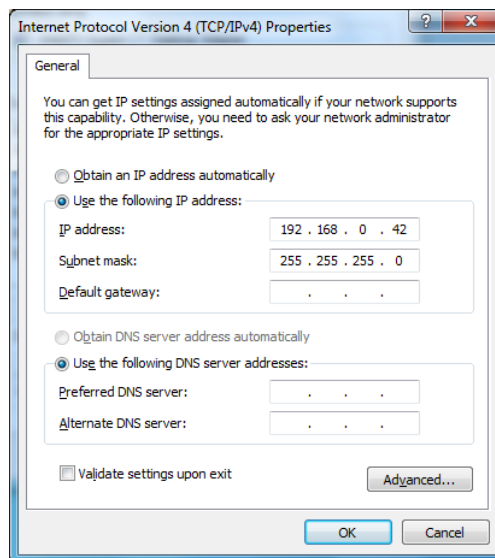 Internet Protocol Version 4 (TCP/IPv4) Properties
General
You can get IP settings assigned automatically if your network supports
this capability. Otherwise, you need to ask your network administrator
for the appropriate IP settings.
Obtain an IP address automatically
Use the following IP address:
IP address: 192 . 168 . 0 . 42
Subnet mask: 255 . 255 . 255 . 0
Default gateway: . . .
Obtain DNS server address automatically
Use the following DNS server addresses:
Preferred DNS server: . . .
Alternate DNS server: . . .
Validate settings upon exit
Advanced...
OK Cancel